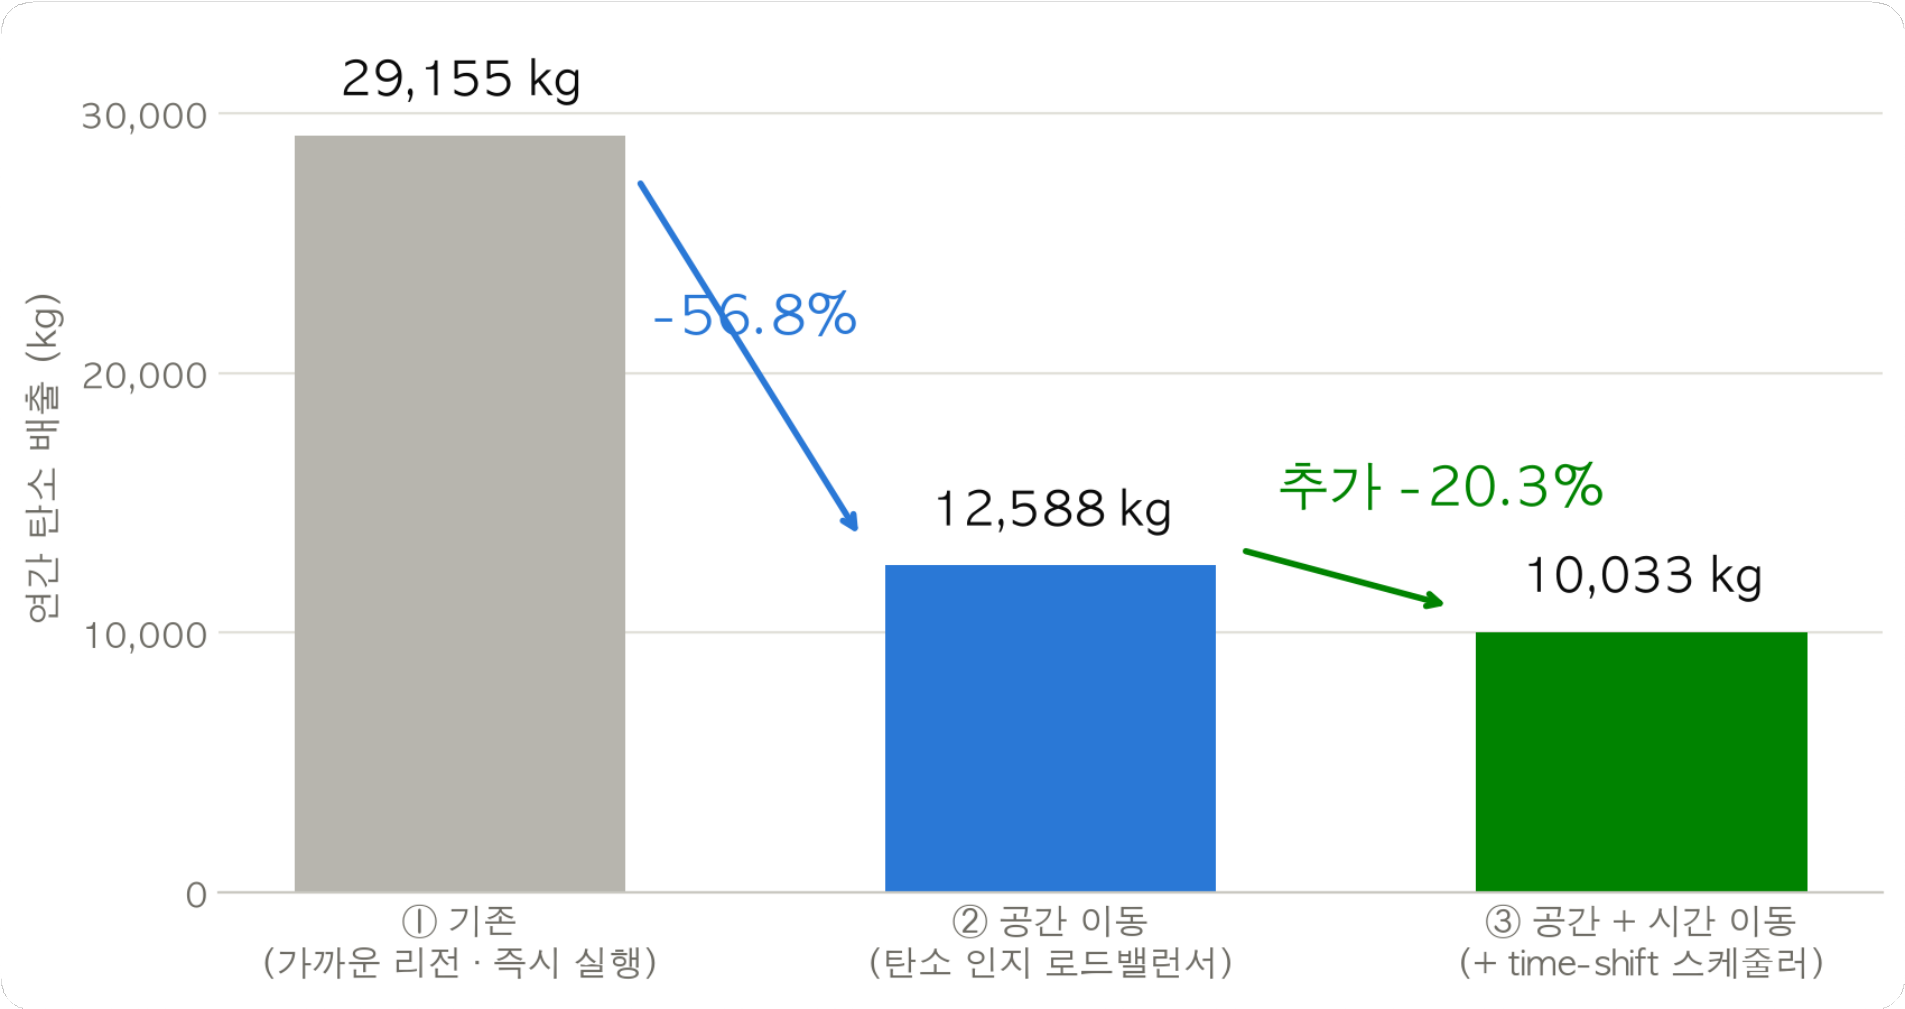 29,155 kg
30,000
-56.8%
20,000
추가 -20.3%
12,588 kg
10,033 kg
10,000
0
연간 탄소 배출 (kg)
① 기존
(가까운 리전 · 즉시 실행)
② 공간 이동
(탄소 인지 로드밸런서)
③ 공간 + 시간 이동
(+ time-shift 스케줄러)